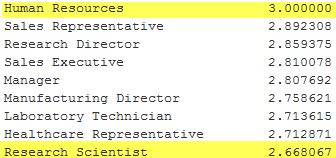 Human Resources 3.000000
Sales Representative 2.892308
Research Director 2.859375
Sales Executive 2.810078
Manager 2.807692
Manufacturing Director 2.758621
Laboratory Technician 2.713615
Healthcare Representative 2.712871
Research Scientist 2.668067